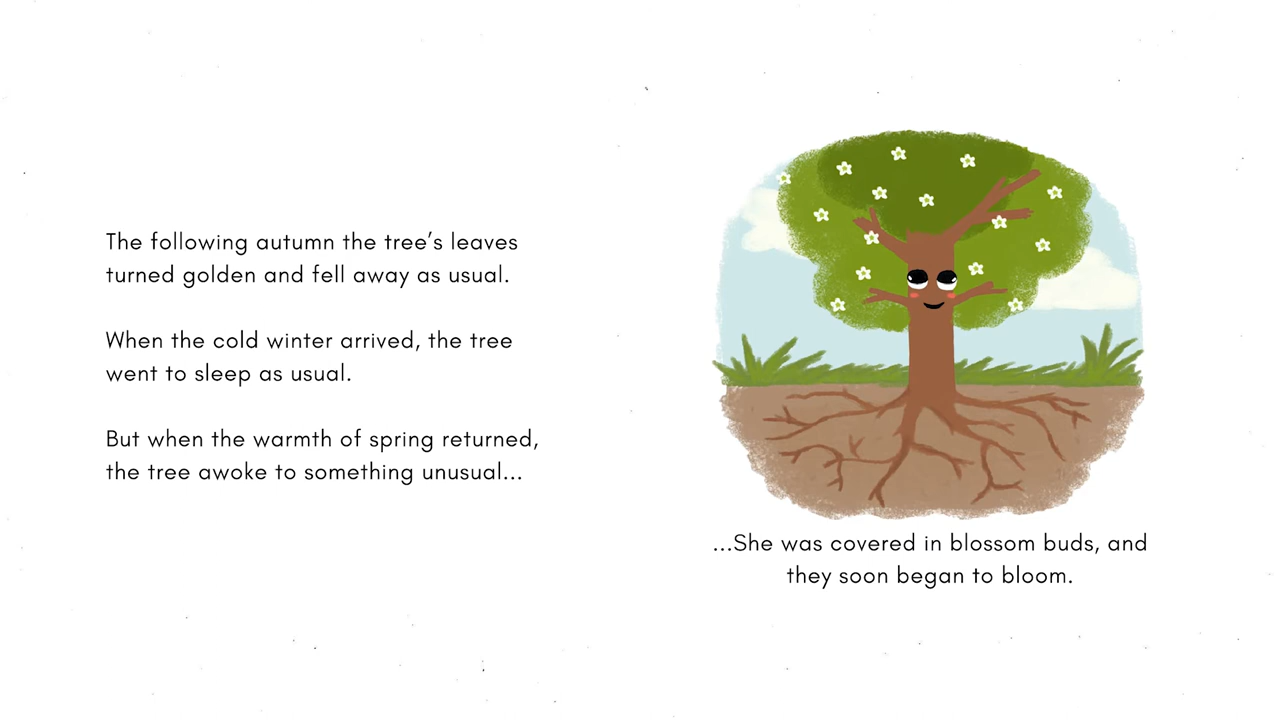 The following autumn the tree’s leaves
turned golden and fell away as usual.
When the cold winter arrived, the tree
went to sleep as usual.
But when the warmth of spring returned,
the tree awoke to something unusual...
...She was covered in blossom buds, and
they soon began to bloom.